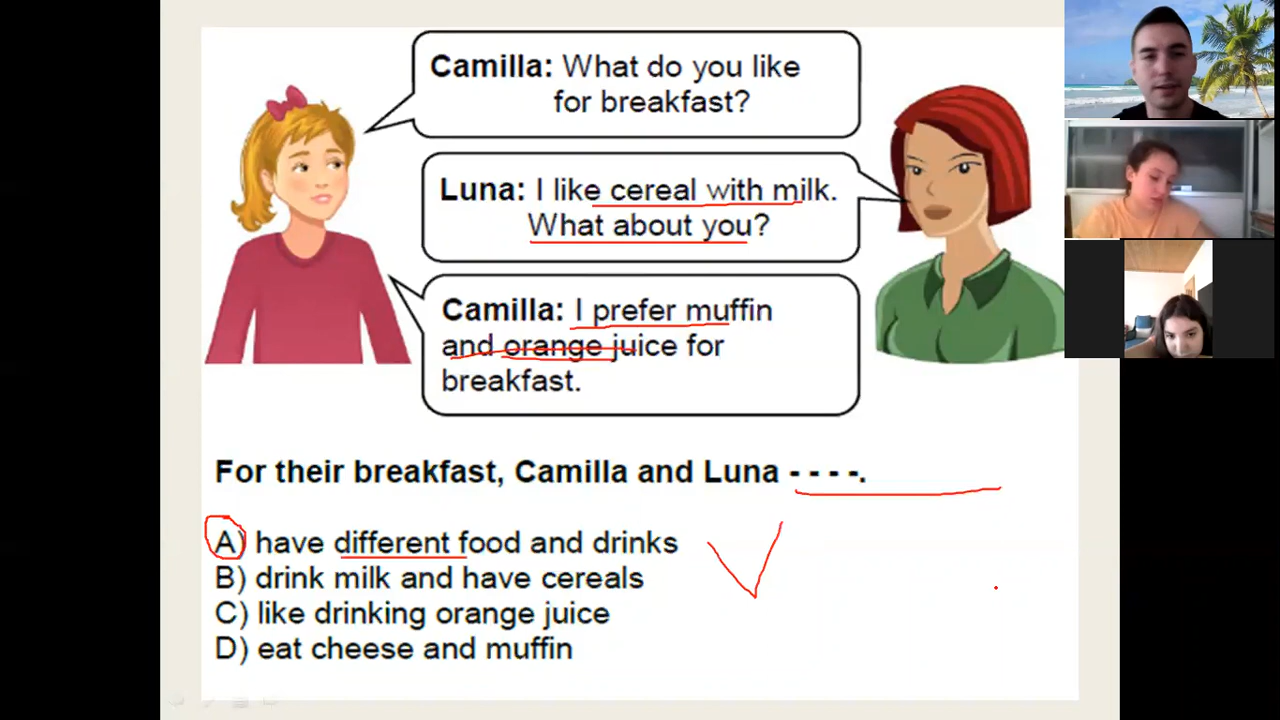 Camilla: What do you like
for breakfast?
Luna: I like cereal with milk.
What about you?
Camilla: I prefer muffin
and orange juice for
breakfast.
For their breakfast, Camilla and Luna - - - -.
A) have different food and drinks
B) drink milk and have cereals
C) like drinking orange juice
D) eat cheese and muffin